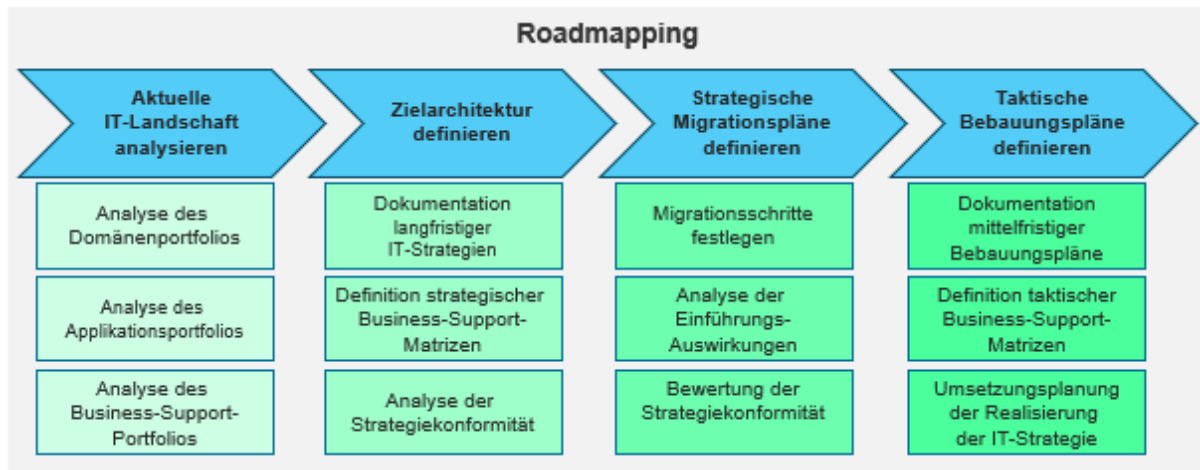 Roadmapping
Aktuelle
IT-Landschaft
analysieren
Zielarchitektur
definieren
Strategische
Migrationspläne
definieren
Taktische
Bebauungspläne
definieren
Analyse des
Domänenportfolios
Dokumentation
langfristiger
IT-Strategien
Migrationsschritte
festlegen
Dokumentation
mittelfristiger
Bebauungspläne
Analyse des
Applikationsportfolios
Definition strategischer
Business-Support-
Matrizen
Analyse der
Einführungs-
Auswirkungen
Definition taktischer
Business-Support-
Matrizen
Analyse des
Business-Support-
Portfolios
Analyse der
Strategiekonformität
Bewertung der
Strategiekonformität
Umsetzungsplanung
der Realisierung
der IT-Strategie